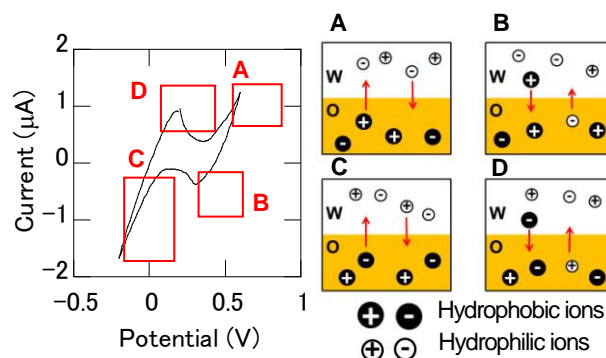 A B
2
A
D
1
W W
0
O O
C
C D
-1
B
W W
-2
O O
-0.5 0 0.5 1
Current (μA)
Potential (V)
Hydrophobic ions
Hydrophilic ions